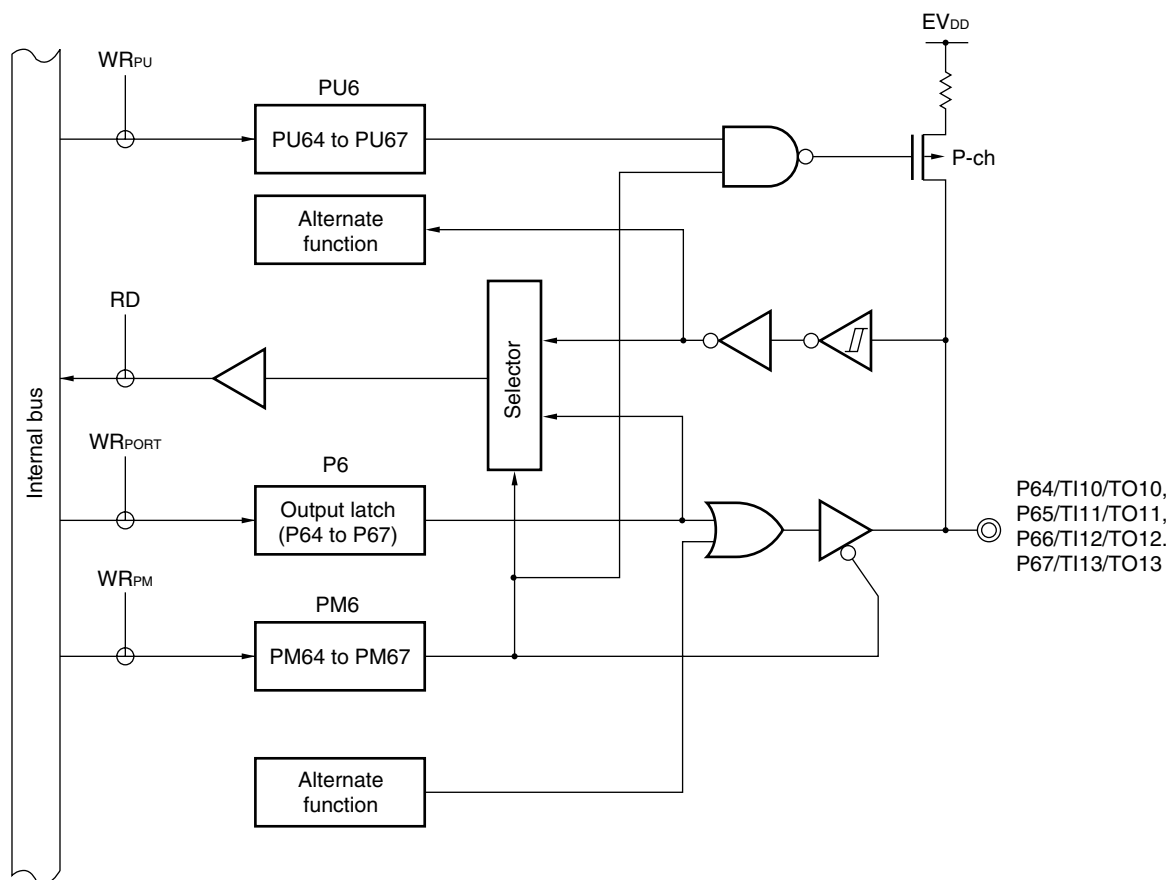 EVDD
WRPU
PU6
PU64 to PU67
P-ch
Alternate
function
RD
Selector
Internal bus
WRPORT
P6
Output latch
(P64 to P67)
P64/TI10/TO10,
P65/TI11/TO11,
P66/TI12/TO12.
P67/TI13/TO13
WRPM
PM6
PM64 to PM67
Alternate
function